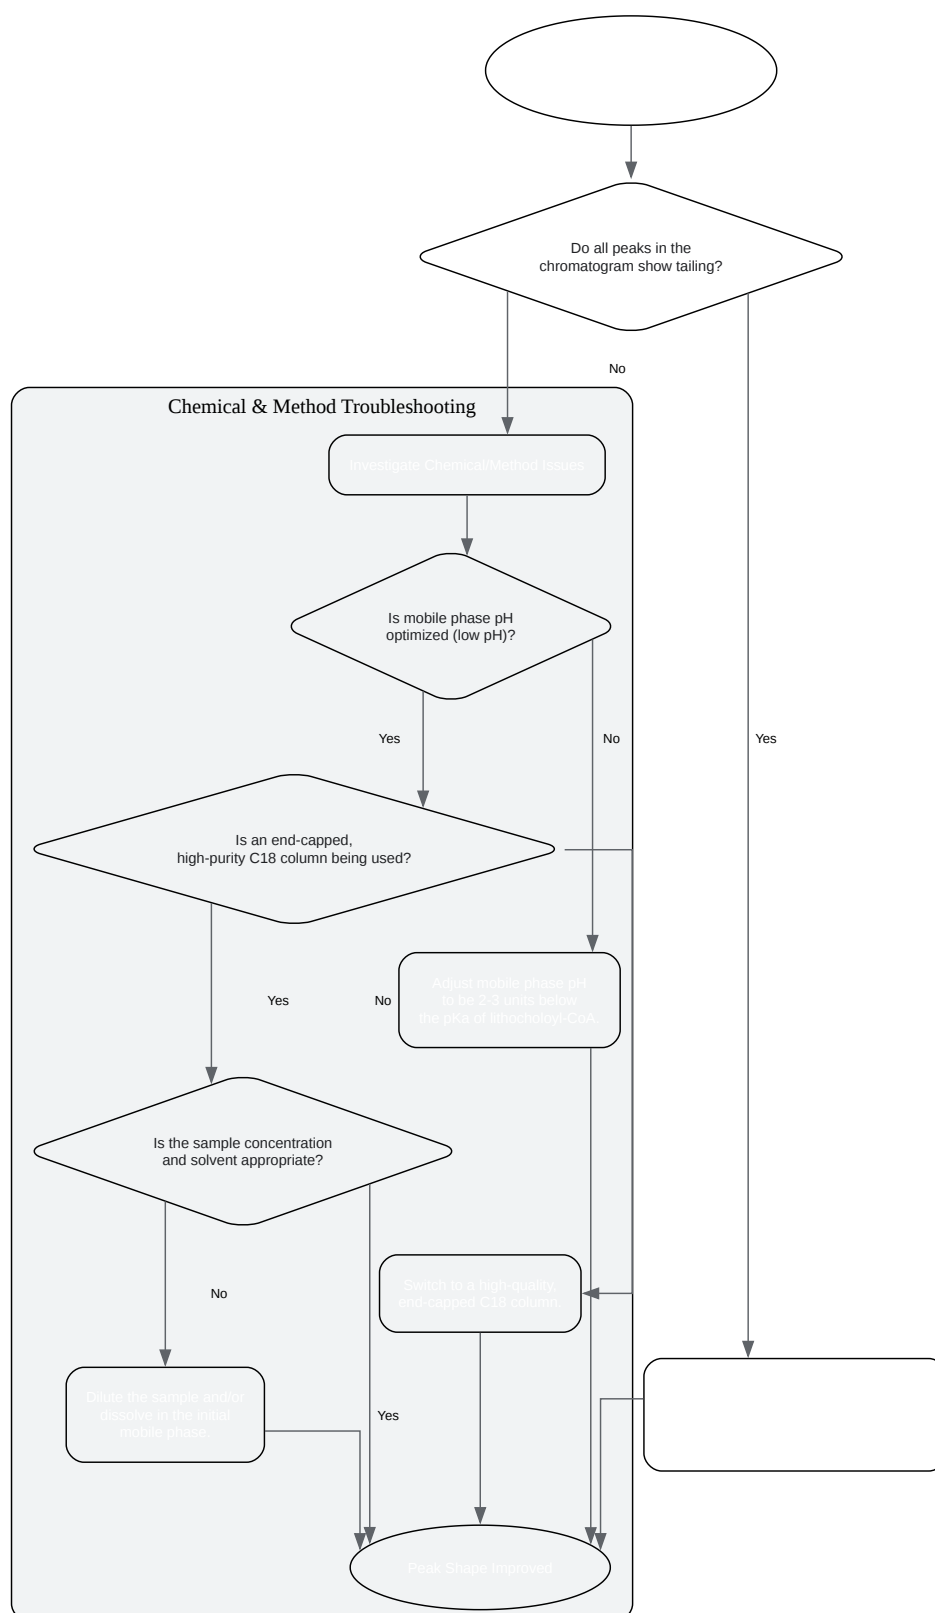 Do all peaks in the
chromatogram show tailing?
No
Chemical & Method Troubleshooting
Investigate Chemical/Method Issues
Is mobile phase pH
optimized (low pH)?
Yes
No
Yes
Is an end-capped,
high-purity C18 column being used?
Adjust mobile phase pH
to be 2-3 units below
the pKa of lithocholoyl-CoA.
Yes
No
Is the sample concentration
and solvent appropriate?
Switch to a high-quality,
end-capped C18 column.
No
Dilute the sample and/or
dissolve in the initial
mobile phase.
Yes
Peak Shape Improved